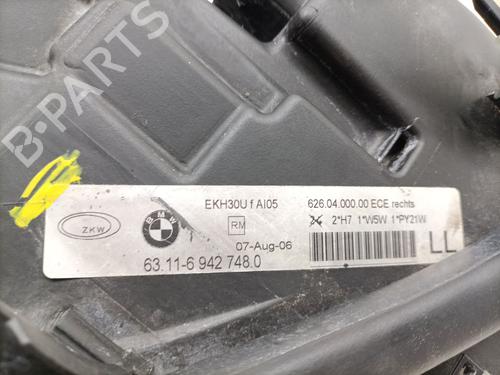 B-PARTS
EKH30U f AI05
626.04.000.00 ECE rechts
ZKW
BMW
RM
2*H7 1*W5W 1*PY21W
07-Aug-06
63.11-6 942 748.0
LL